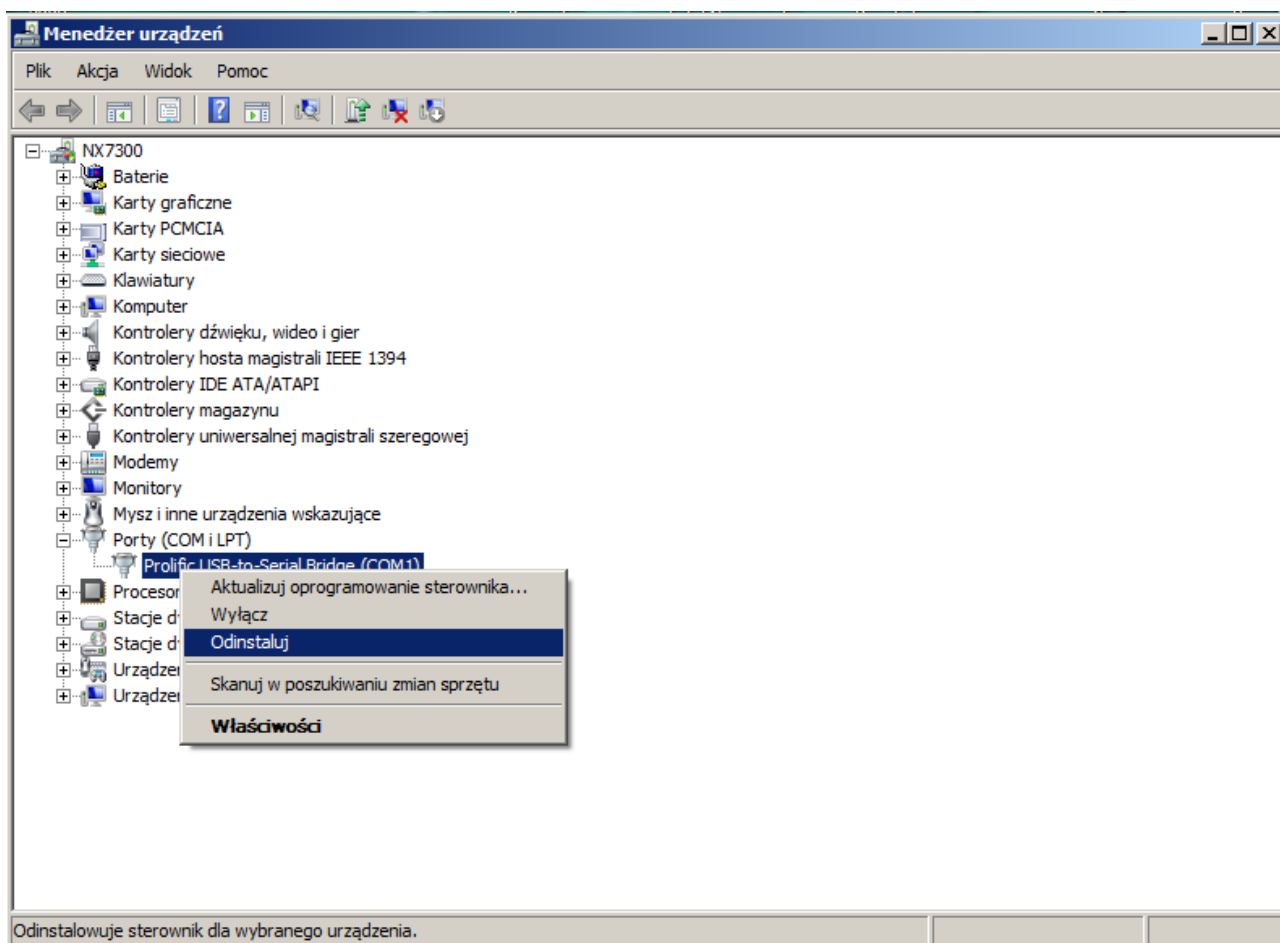 Menedżer urządzeń
Plik Akcja Widok Pomoc
NX7300
Baterie
Karty graficzne
Karty PCMCIA
Karty sieciowe
Klawiatury
Komputer
Kontrolery dźwięku, wideo i gier
Kontrolery hosta magistrali IEEE 1394
Kontrolery IDE ATA/ATAPI
Kontrolery magazynu
Kontrolery uniwersalnej magistrali szeregowej
Modemy
Monitory
Mysz i inne urządzenia wskazujące
Porty (COM i LPT)
Prolific USB-to-Serial Bridge (COM1)
Procesor
Stacje
Stacje
Aktualizuj oprogramowanie sterownika...
Wyłącz
Odinstaluj
Skanuj w poszukiwaniu zmian sprzętu
Właściwości
Odinstalowuje sterownik dla wybranego urządzenia.